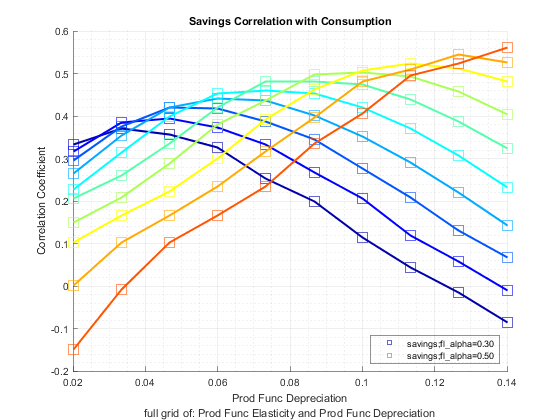 Savings Correlation with Consumption
0.6
0.5
0.4
0.3
0.2
0.1
0
-0.1
-0.2
Correlation Coefficient
savings;fl_alpha=0.30
savings;fl_alpha=0.50
0.02 0.04 0.06 0.08 0.1 0.12 0.14
Prod Func Depreciation
full grid of: Prod Func Elasticity and Prod Func Depreciation